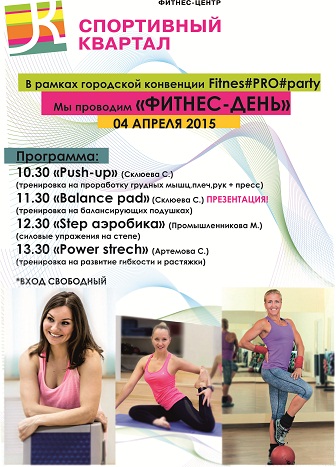 ФИТНЕС-ЦЕНТР
СПОРТИВНЫЙ
КВАРТАЛ
В рамках городской конвенции Fitnes#PRO#party
Мы проводим «ФИТНЕС-ДЕНЬ»
04 АПРЕЛЯ 2015
Программа:
10.30 «Push-up» (Склюева С.)
(тренировка на проработку грудных мышц,плеч,рук + пресс)
11.30 «Balance pad» (Склюева С.) ПРЕЗЕНТАЦИЯ!
(тренировка на балансирующих подушках)
12.30 «Step аэробика» (Промышленникова М.)
(силовые упражения на степе)
13.30 «Power strech» (Артемова С.)
(тренировка на развитие гибкости и растяжки)
*ВХОД СВОБОДНЫЙ